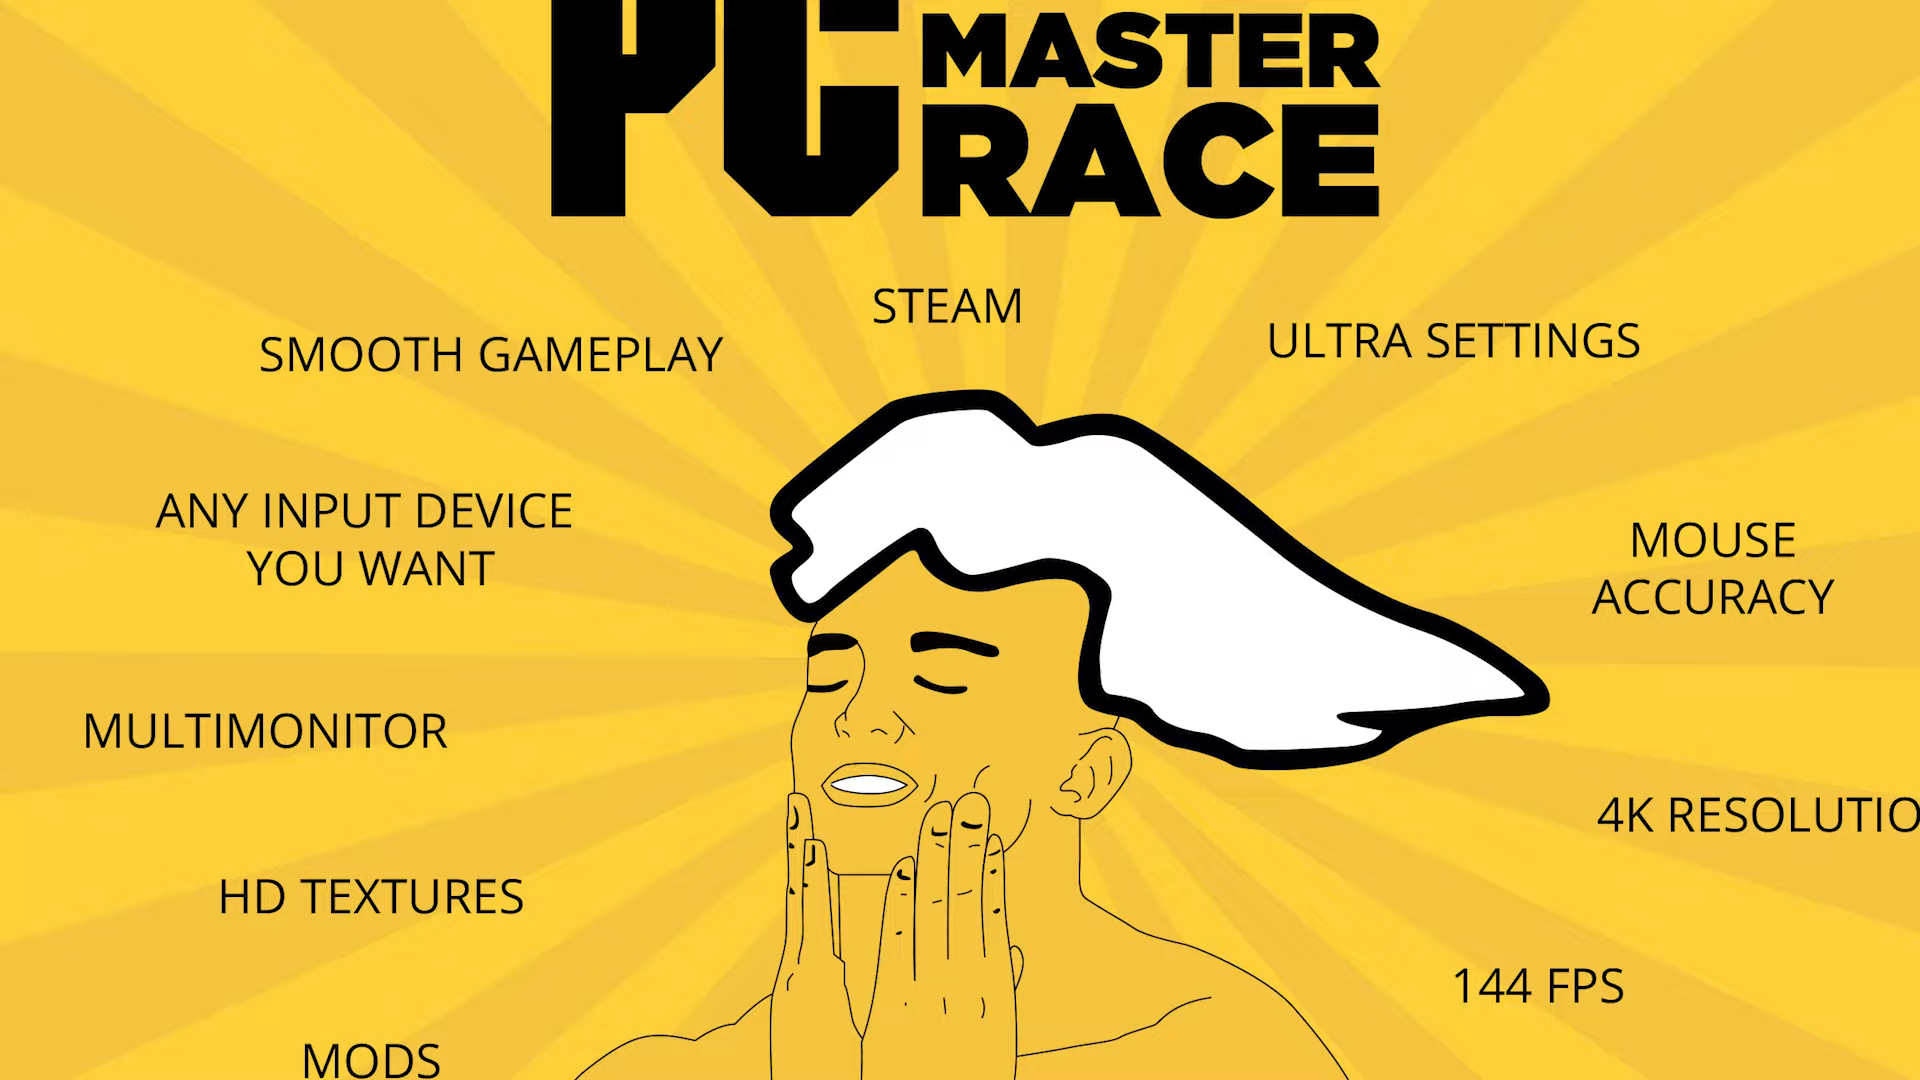 PC MASTER
RACE
STEAM
SMOOTH GAMEPLAY
ULTRA SETTINGS
ANY INPUT DEVICE
YOU WANT
MOUSE
ACCURACY
MULTIMONITOR
4K RESOLUTIO
HD TEXTURES
144 FPS
MODS